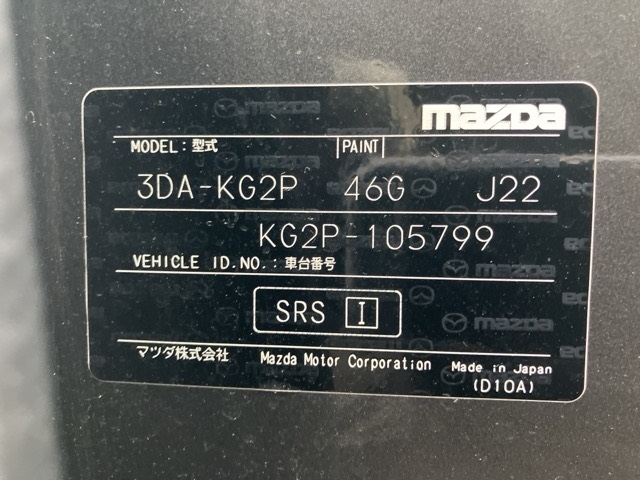 mazda
MODEL:型式 PAINT
3DA-KG2P 46G J22
KG2P-105799
VEHICLE ID.NO.:車台番号
SRS I
マツダ株式会社 Mazda Motor Corporation Made in Japan
(D10A)